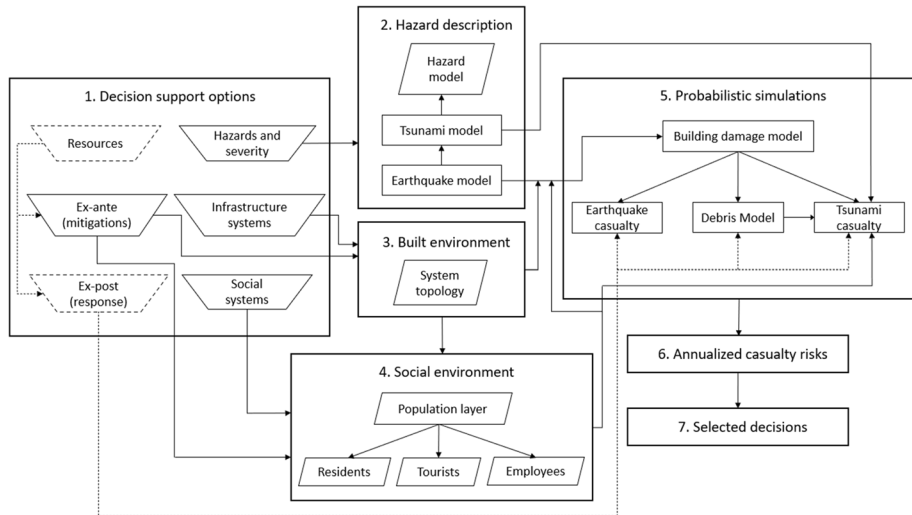 1. Decision support options
Resources
Hazards and
severity
Ex-ante
(mitigations)
Infrastructure
systems
Ex-post
(response)
Social
systems
2. Hazard description
Hazard
model
Tsunami model
Earthquake model
3. Built environment
System
topology
4. Social environment
Population layer
Residents
Tourists
Employees
5. Probabilistic simulations
Building damage model
Earthquake
casualty
Debris Model
Tsunami
casualty
6. Annualized casualty risks
7. Selected decisions